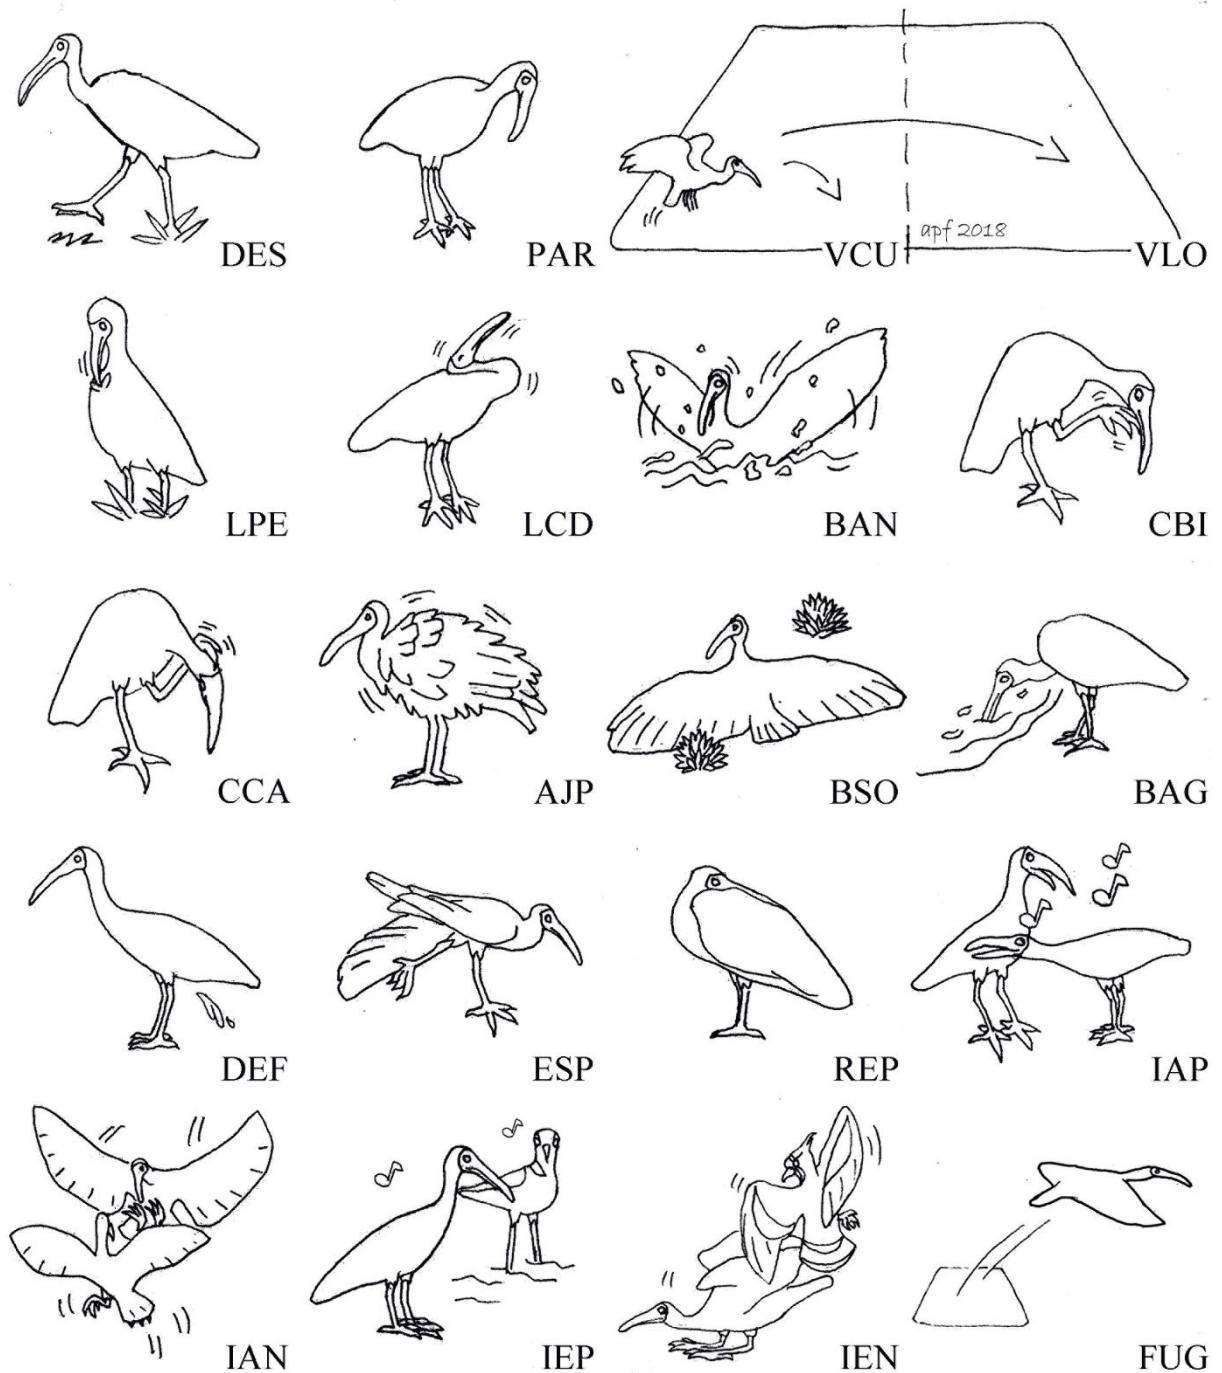 DES PAR VCU apf 2018 VLO
LPE LCD BAN CBI
CCA AJP BSO BAG
DEF ESP REP IAP
IAN IEP IEN FUG